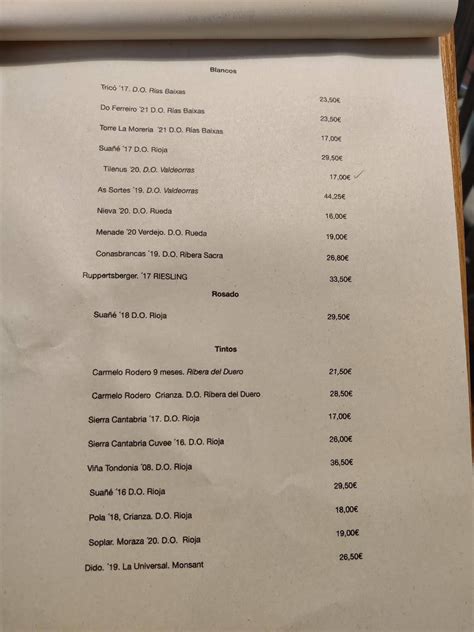 Blancos
Tricó ´17. D.O. Rías Baixas 23,50€
Do Ferreiro ´21 D.O. Rías Baixas 23,50€
Torre La Moreria ´21 D.O. Rías Baixas 17,00€
Suañé ´17 D.O. Rioja 29,50€
Tilenus ´20. D.O. Valdeorras 17,00€
As Sortes ´19. D.O. Valdeorras 44,25€
Nieva ´20. D.O. Rueda 16,00€
Menade ´20 Verdejo. D.O. Rueda 19,00€
Conasbrancas ´19. D.O. Ribera Sacra 26,80€
Ruppertsberger. ´17 RIESLING 33,50€
Rosado
Suañé ´18 D.O. Rioja 29,50€
Tintos
Carmelo Rodero 9 meses. Ribera del Duero 21,50€
Carmelo Rodero Crianza. D.O. Ribera del Duero 28,50€
Sierra Cantabria ´17. D.O. Rioja 17,00€
Sierra Cantabria Cuvee ´16. D.O. Rioja 26,00€
Viña Tondonia ´08. D.O. Rioja 36,50€
Suañé ´16 D.O. Rioja 29,50€
Pola ´18, Crianza. D.O. Rioja 18,00€
Soplar. Moraza ´20. D.O. Rioja 19,00€
Dido. ´19. La Universal. Monsant 26,50€